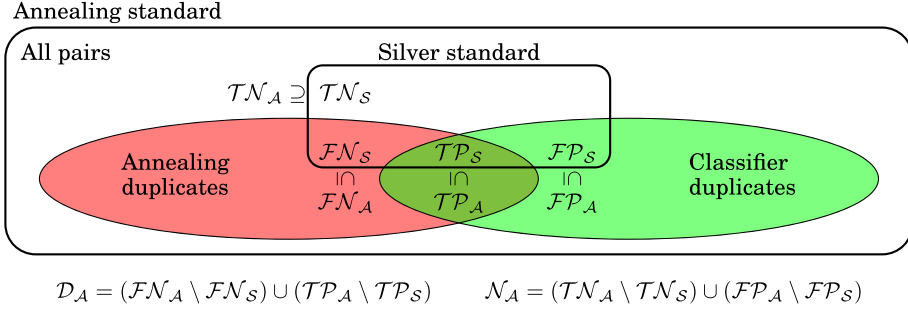 Annealing standard
All pairs
Silver standard
𝒯𝒩_𝒜 ⊇ 𝒯𝒩_𝒮
Annealing duplicates
ℱ𝒩_𝒮 𝒯𝒫_𝒮 ℱ𝒫_𝒮
Classifier duplicates
ℱ𝒩_𝒜 𝒯𝒫_𝒜 ℱ𝒫_𝒜
𝒟_𝒜 = (ℱ𝒩_𝒜 \ ℱ𝒩_𝒮) ∪ (𝒯𝒫_𝒜 \ 𝒯𝒫_𝒮)
𝒩_𝒜 = (𝒯𝒩_𝒜 \ 𝒯𝒩_𝒮) ∪ (ℱ𝒫_𝒜 \ ℱ𝒫_𝒮)